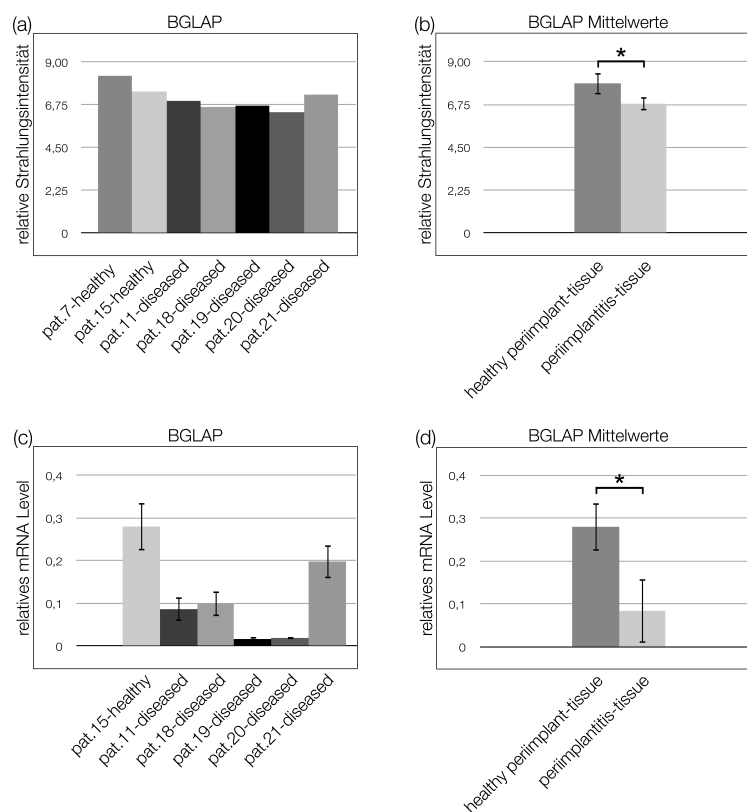 (a)
BGLAP
relative Strahlungsintensität
9,00
6,75
4,50
2,25
0
pat.7-healthy
pat.15-healthy
pat.11-diseased
pat.18-diseased
pat.19-diseased
pat.20-diseased
pat.21-diseased
(b)
BGLAP Mittelwerte
relative Strahlungsintensität
*
9,00
6,75
4,50
2,25
0
healthy periimplant-tissue
periimplantitis-tissue
(c)
BGLAP
relatives mRNA Level
0,4
0,3
0,2
0,1
0
pat.15-healthy
pat.11-diseased
pat.18-diseased
pat.19-diseased
pat.20-diseased
pat.21-diseased
(d)
BGLAP Mittelwerte
relatives mRNA Level
*
0,4
0,3
0,2
0,1
0
healthy periimplant-tissue
periimplantitis-tissue